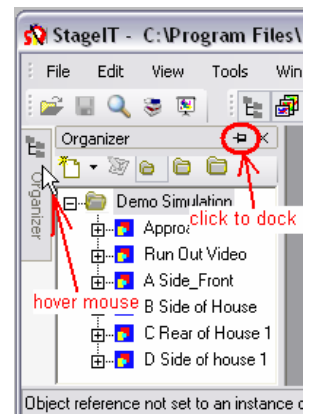 StageIT - C:\Program Files\
File Edit View Tools Win
Organizer
Organizer
Demo Simulation
click to dock
Approa
Run Out Video
A Side_Front
hover mouse
B Side of House
C Rear of House 1
D Side of house 1
Object reference not set to an instance o